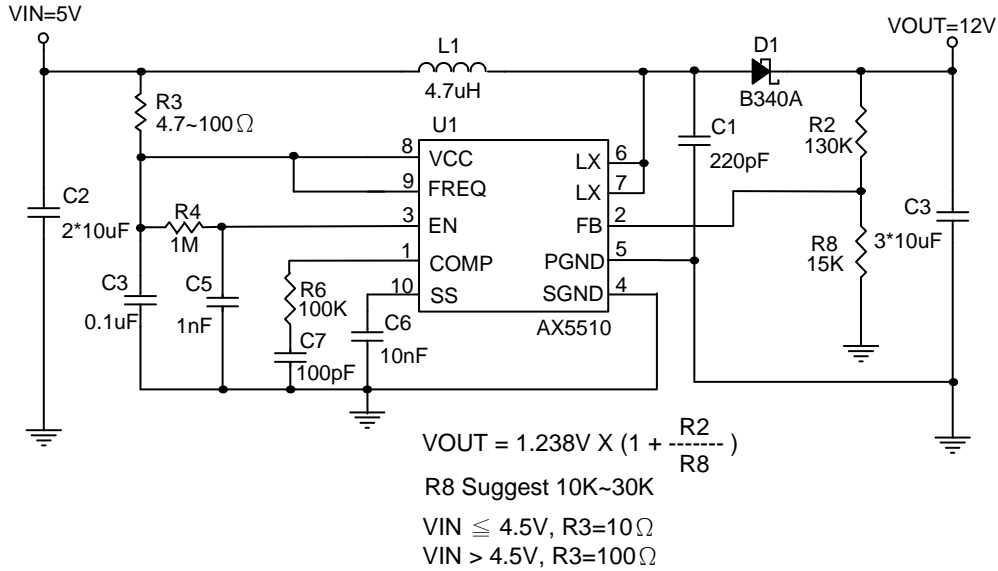 VIN=5V
VOUT=12V
L1
4.7uH
D1
B340A
R3
4.7~100Ω
U1
8
VCC
9
FREQ
3
EN
1
COMP
10
SS
LX
6
LX
7
FB
2
PGND
5
SGND
4
AX5510
C1
220pF
R2
130K
C2
2*10uF
R4
1M
C3
0.1uF
C5
1nF
R6
100K
C7
100pF
C6
10nF
R8
15K
C3
3*10uF
VOUT = 1.238V X (1 + R2
------- )
R8
R8 Suggest 10K~30K
VIN ≦ 4.5V, R3=10Ω
VIN > 4.5V, R3=100Ω